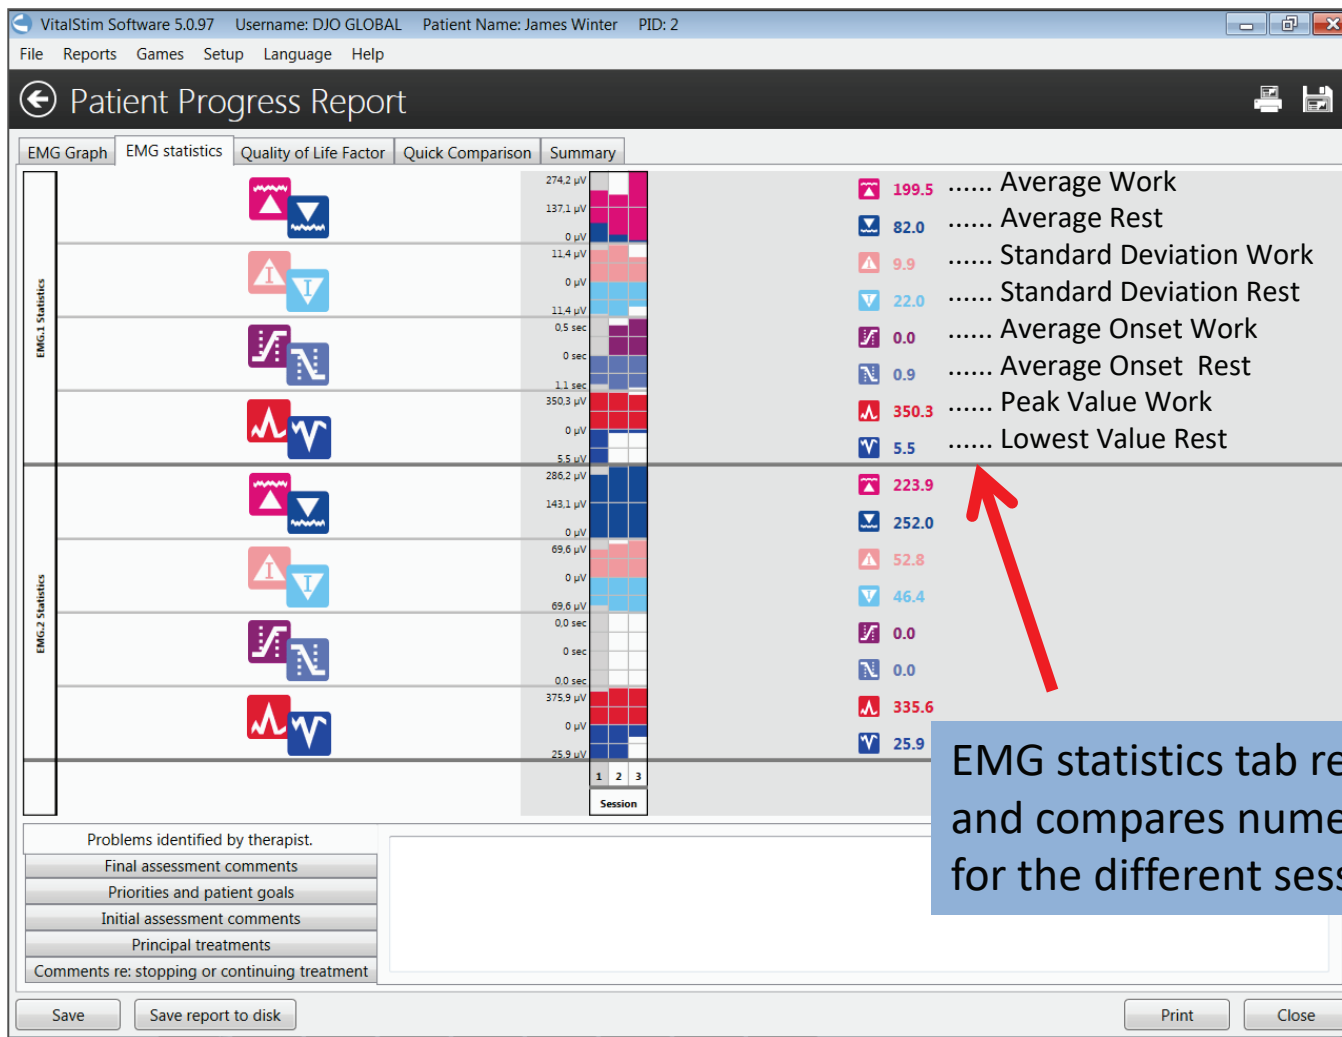 VitalStim Software 5.0.97 Username: DJO GLOBAL Patient Name: James Winter PID: 2
File Reports Games Setup Language Help
Patient Progress Report
EMG Graph EMG statistics Quality of Life Factor Quick Comparison Summary
EMG.1 Statistics
274,2 µV
137,1 µV
0 µV
11,4 µV
0 µV
11,4 µV
0,5 sec
0 sec
1,1 sec
350,3 µV
0 µV
5,5 µV
199.5 ...... Average Work
82.0 ...... Average Rest
9.9 ...... Standard Deviation Work
22.0 ...... Standard Deviation Rest
0.0 ...... Average Onset Work
0.9 ...... Average Onset Rest
350.3 ...... Peak Value Work
5.5 ...... Lowest Value Rest
EMG.2 Statistics
286,2 µV
143,1 µV
0 µV
69,6 µV
0 µV
69,6 µV
0,0 sec
0 sec
0,0 sec
375,9 µV
0 µV
25,9 µV
223.9
252.0
52.8
46.4
0.0
0.0
335.6
25.9
1 2 3
Session
EMG statistics tab re
and compares nume
for the different sess
Problems identified by therapist.
Final assessment comments
Priorities and patient goals
Initial assessment comments
Principal treatments
Comments re: stopping or continuing treatment
Save Save report to disk Print Close